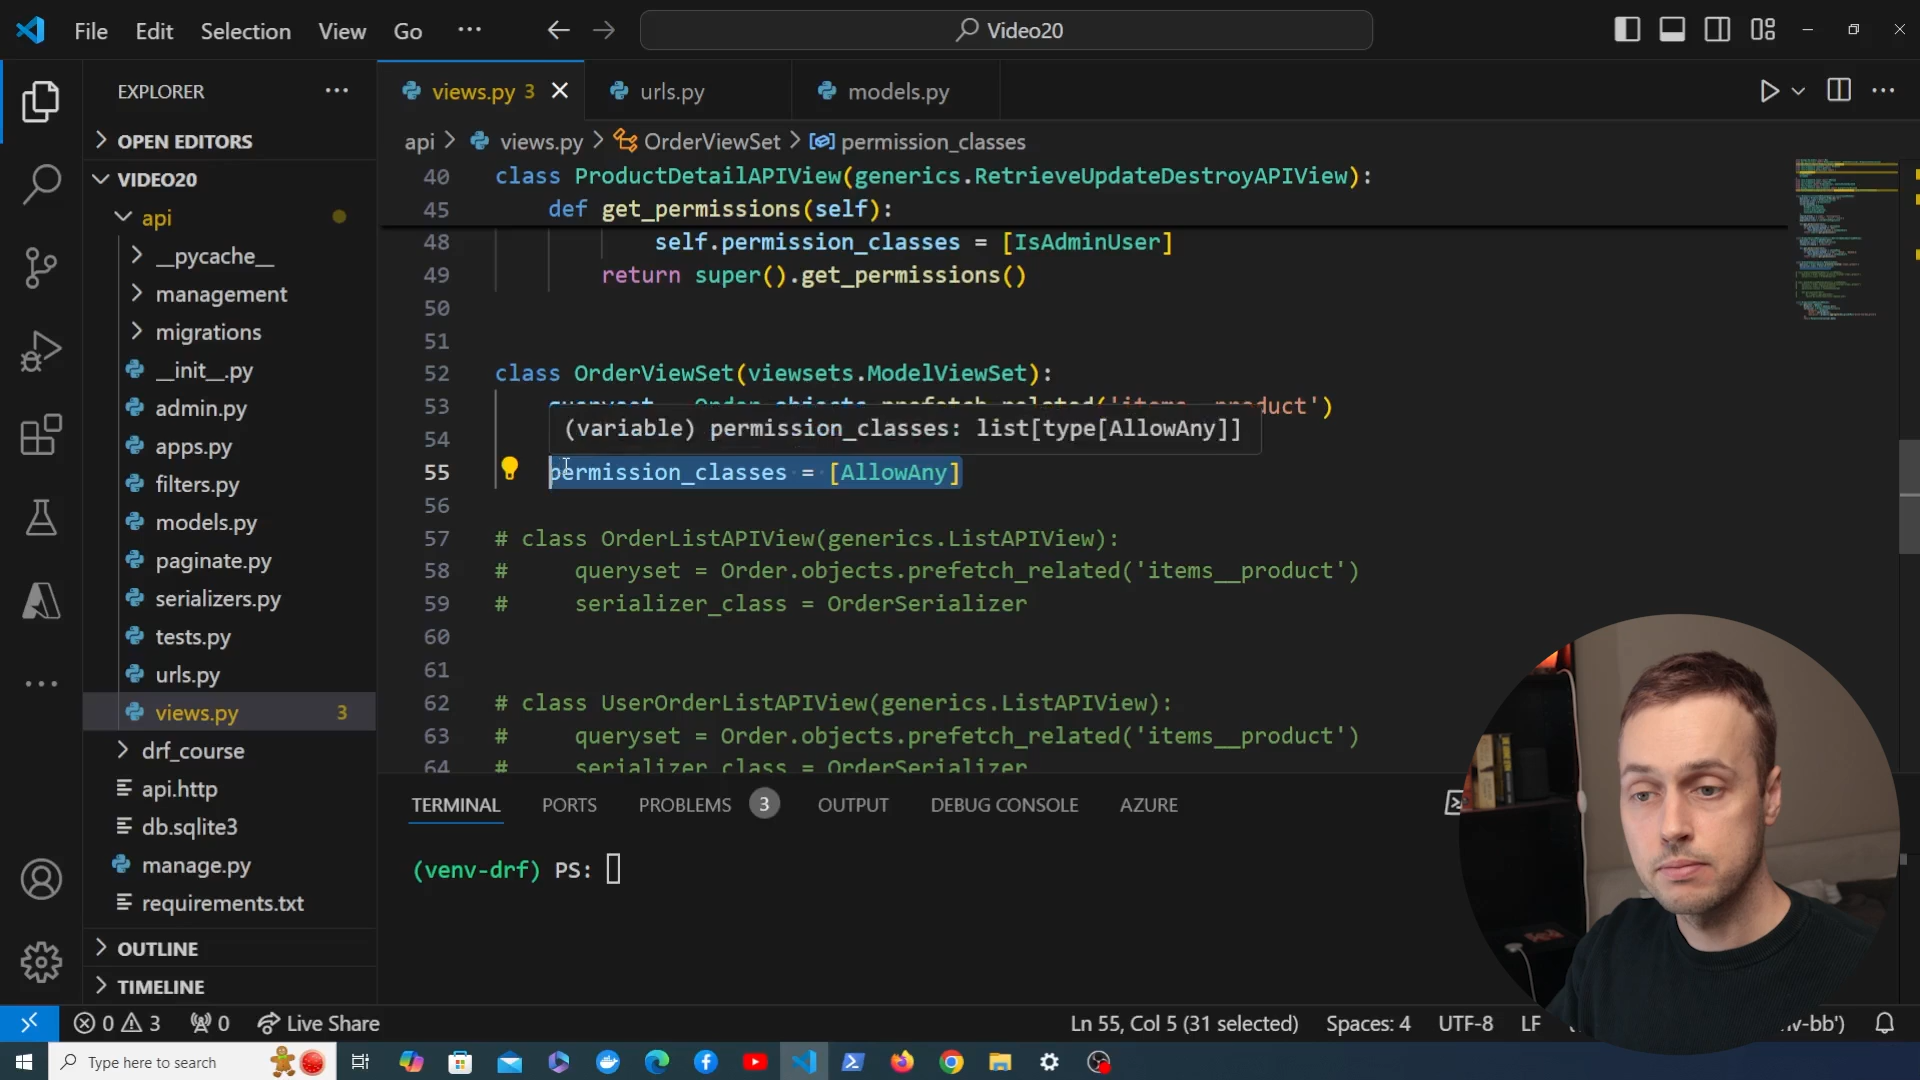 File Edit Selection View Go ··· Video20
EXPLORER
OPEN EDITORS
VIDEO20
api
__pycache__
management
migrations
__init__.py
admin.py
apps.py
filters.py
models.py
paginate.py
serializers.py
tests.py
urls.py
views.py 3
drf_course
api.http
db.sqlite3
manage.py
requirements.txt
OUTLINE
TIMELINE
views.py 3 urls.py models.py
api > views.py > OrderViewSet > permission_classes
40 class ProductDetailAPIView(generics.RetrieveUpdateDestroyAPIView):
45 def get_permissions(self):
48 self.permission_classes = [IsAdminUser]
49 return super().get_permissions()
50
51
52 class OrderViewSet(viewsets.ModelViewSet):
53 queryset = Order.objects.prefetch_related('items__product')
(variable) permission_classes: list[type[AllowAny]]
54
55 permission_classes = [AllowAny]
56
57 # class OrderListAPIView(generics.ListAPIView):
58 # queryset = Order.objects.prefetch_related('items__product')
59 # serializer_class = OrderSerializer
60
61
62 # class UserOrderListAPIView(generics.ListAPIView):
63 # queryset = Order.objects.prefetch_related('items__product')
64 # serializer_class = OrderSerializer
TERMINAL PORTS PROBLEMS 3 OUTPUT DEBUG CONSOLE AZURE
(venv-drf) PS:
0 3 0 Live Share Ln 55, Col 5 (31 selected) Spaces: 4 UTF-8 LF v-bb')
Type here to search